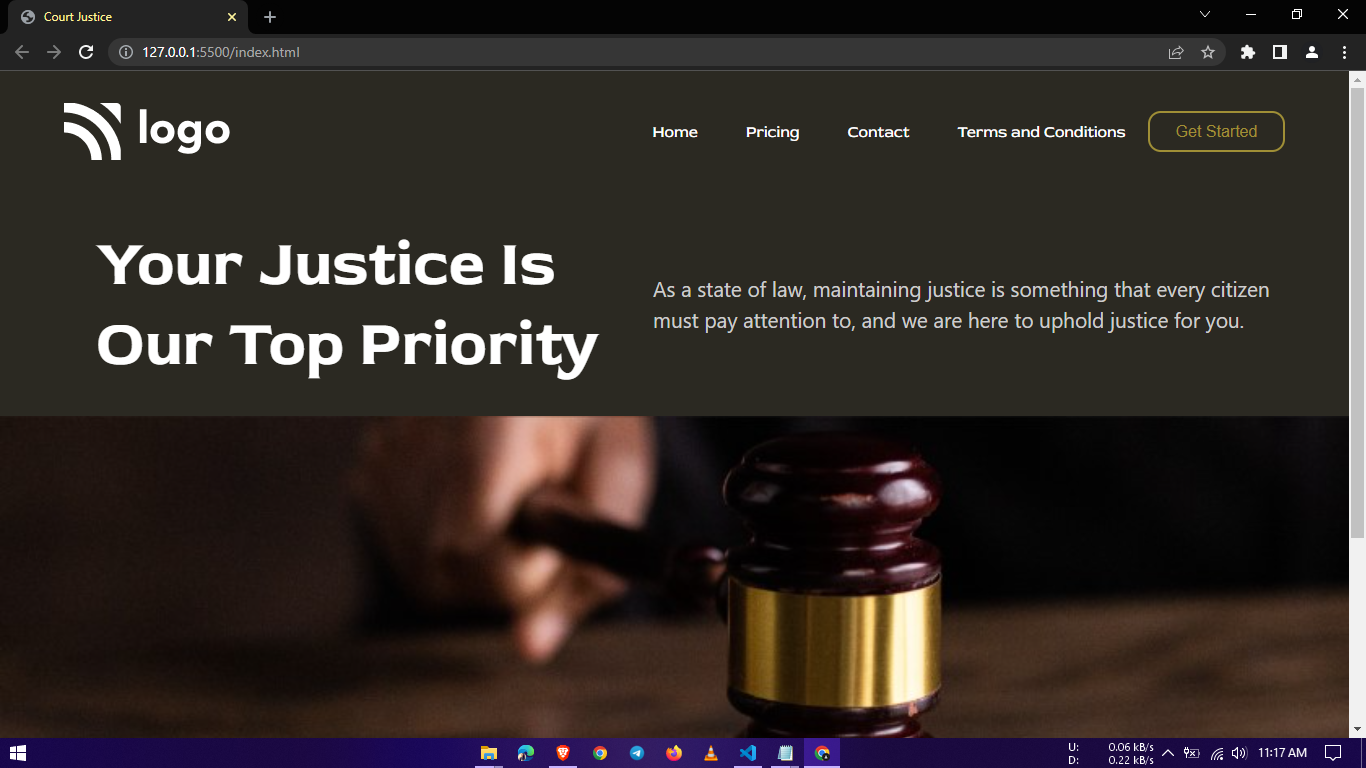 Court Justice
127.0.0.1:5500/index.html
logo
Home
Pricing
Contact
Terms and Conditions
Get Started
Your Justice Is
Our Top Priority
As a state of law, maintaining justice is something that every citizen
must pay attention to, and we are here to uphold justice for you.
U: 0.06 kB/s
D: 0.22 kB/s
11:17 AM